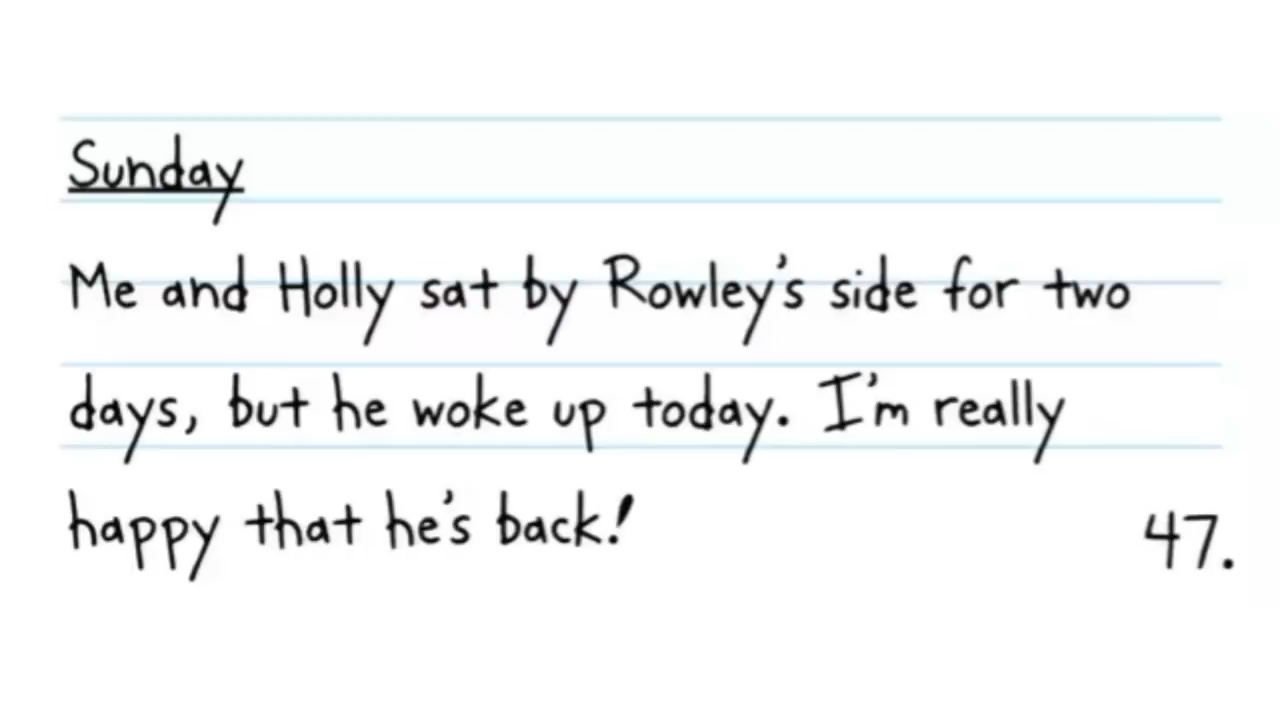 Sunday
Me and Holly sat by Rowley's side for two
days, but he woke up today. I'm really
happy that he's back!
47.